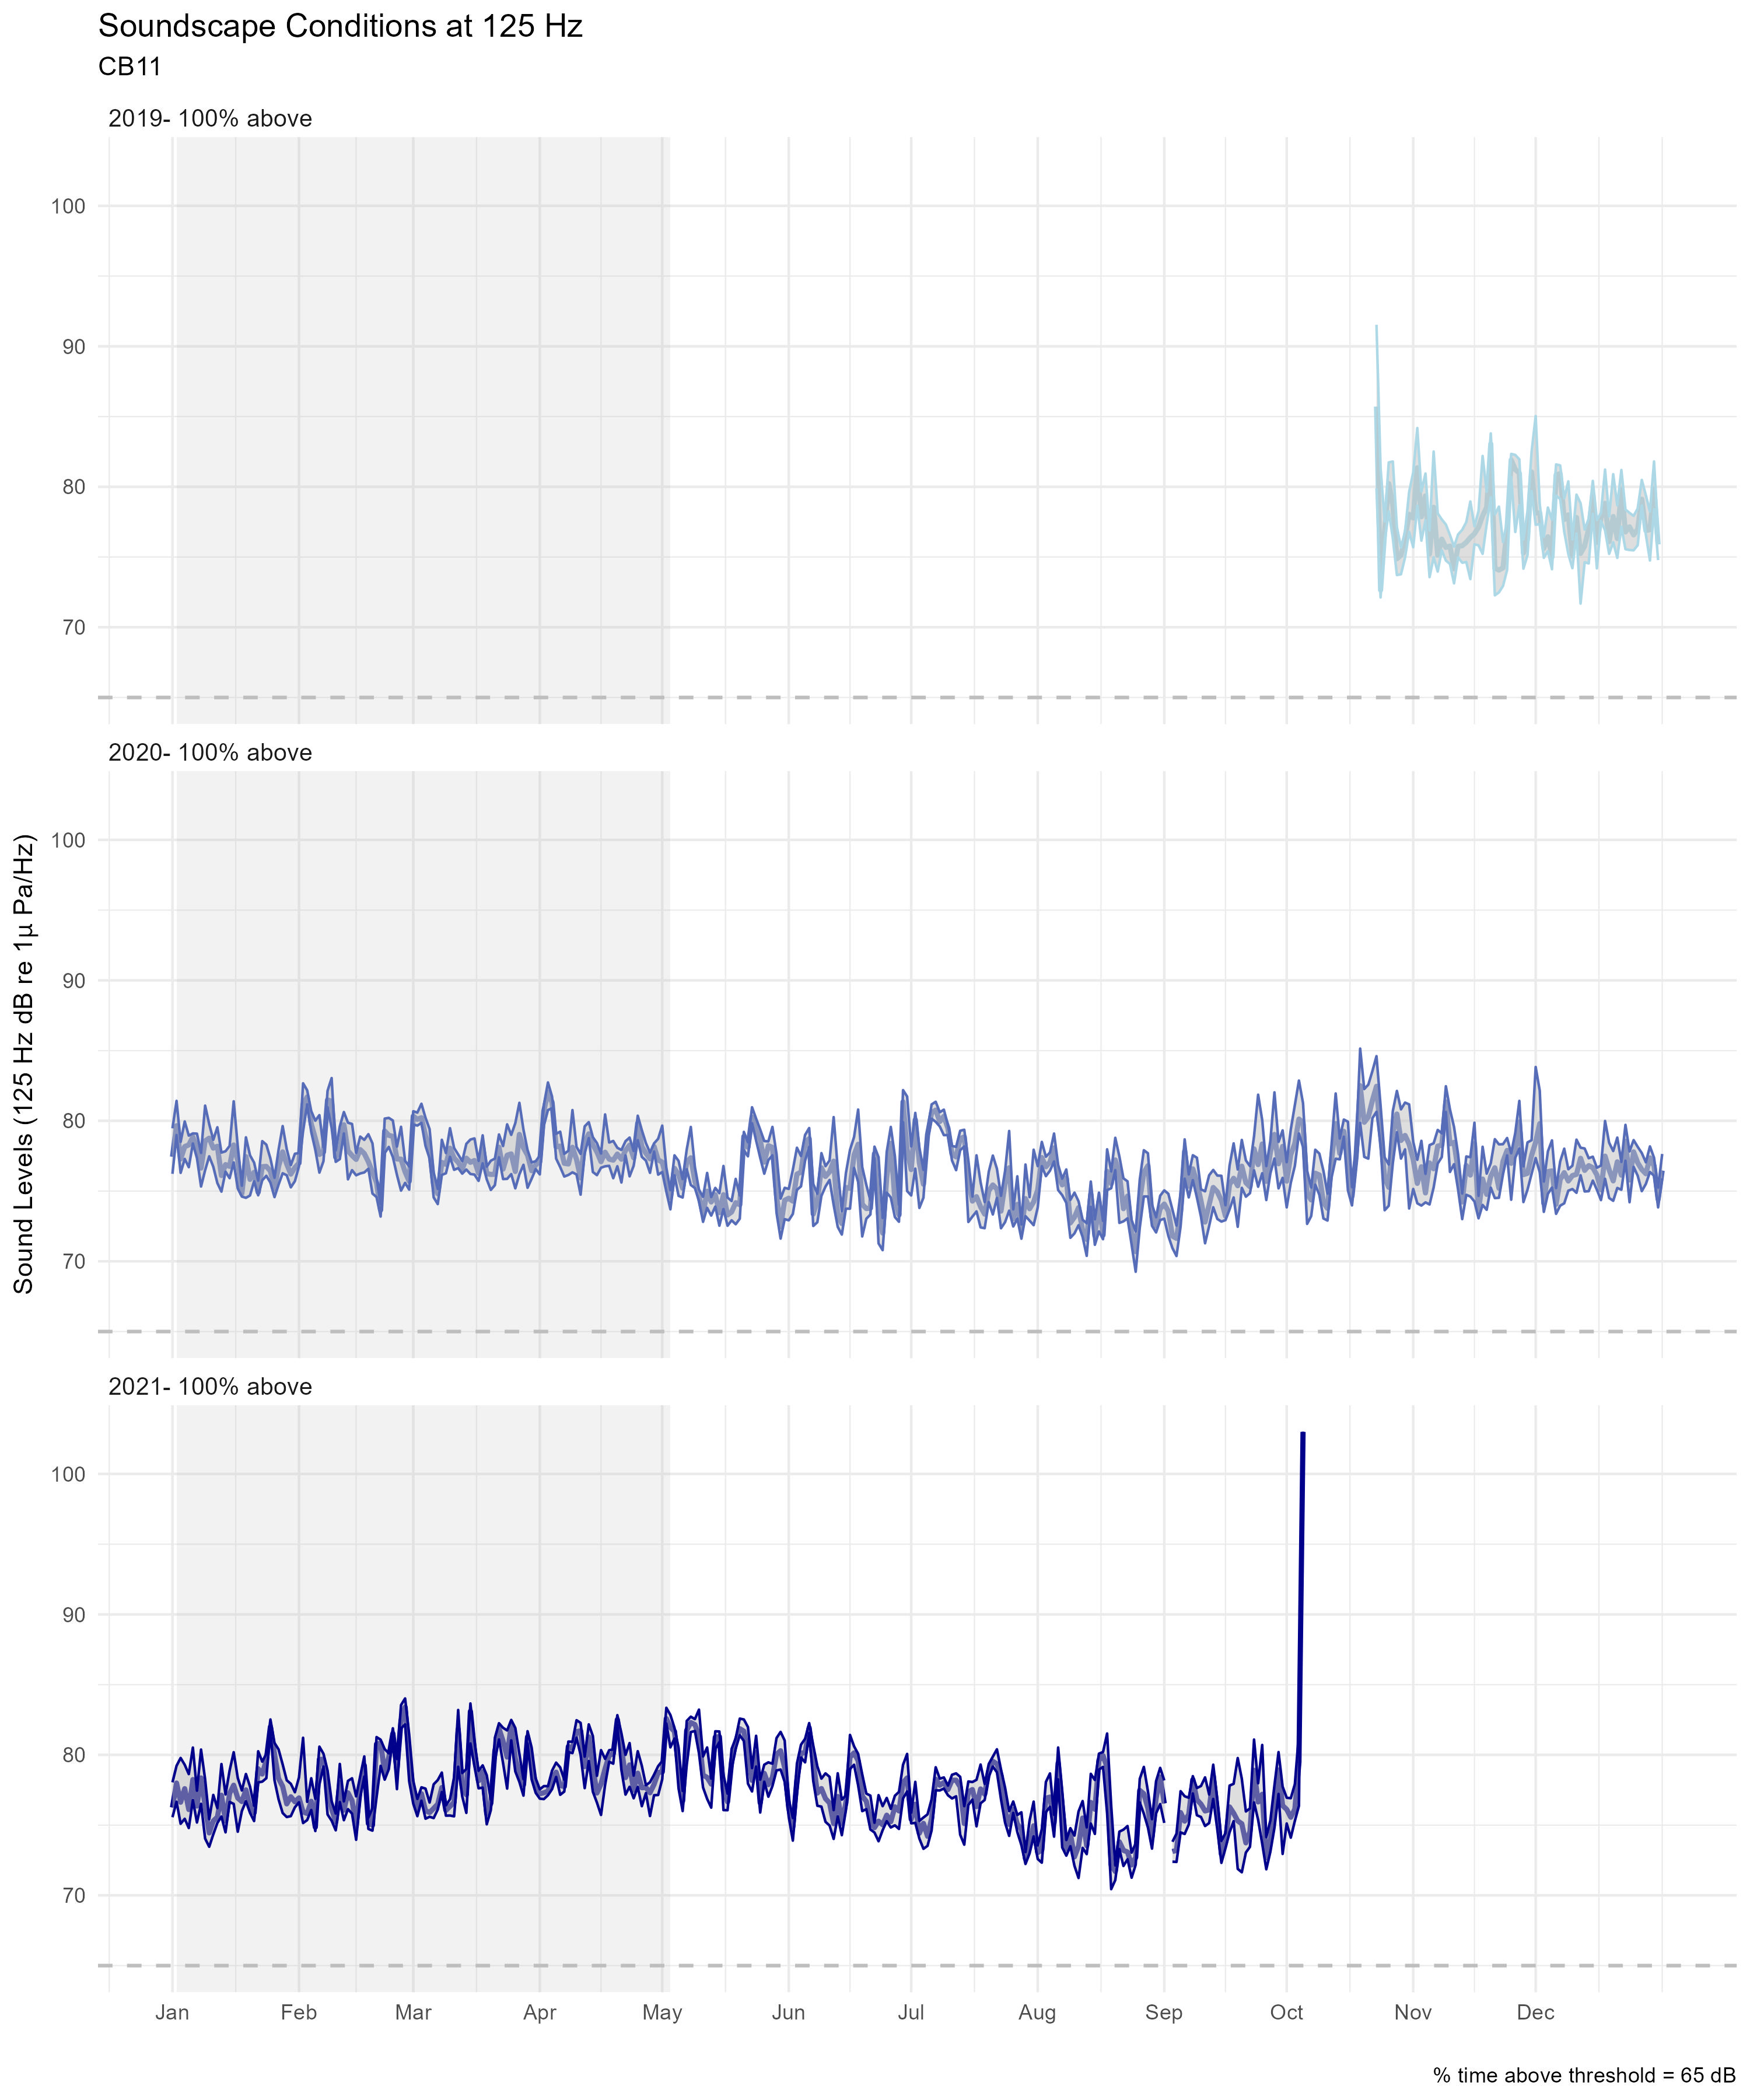 Soundscape Conditions at 125 Hz
CB11
2019- 100% above
100
90
80
70
2020- 100% above
100
90
80
70
2021- 100% above
100
90
80
70
Sound Levels (125 Hz dB re 1µ Pa/Hz)
Jan Feb Mar Apr May Jun Jul Aug Sep Oct Nov Dec
% time above threshold = 65 dB